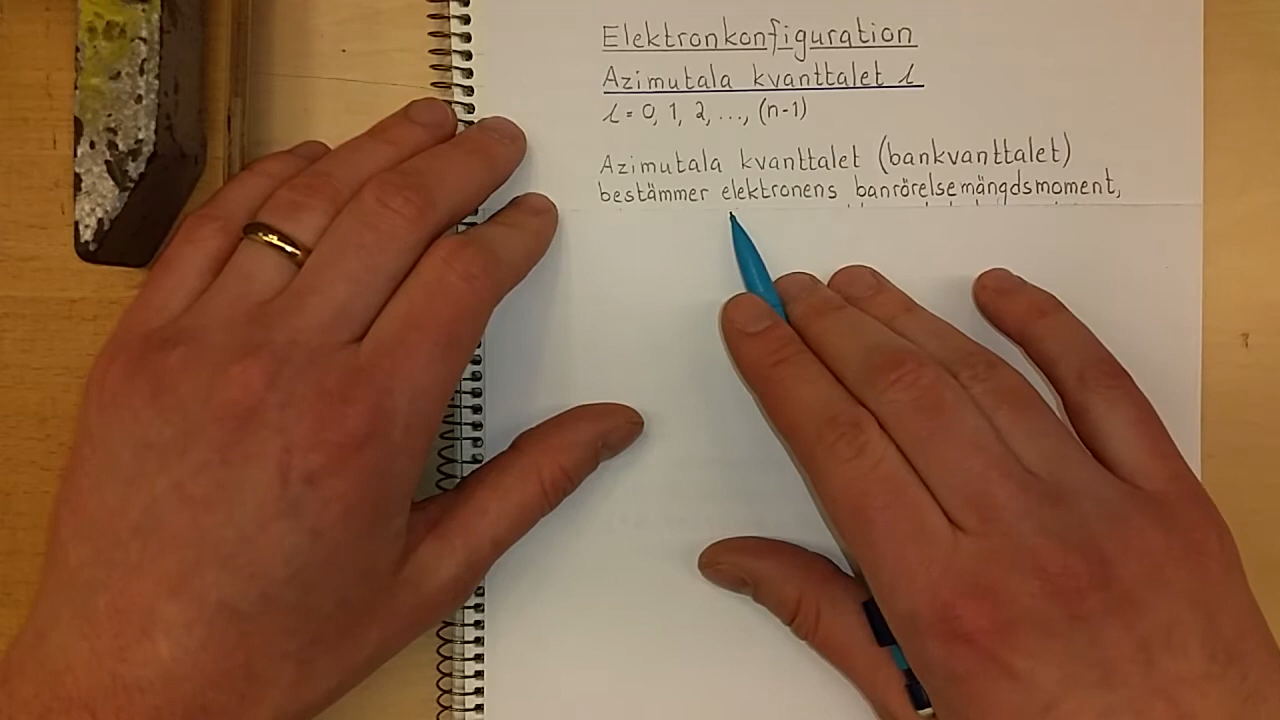 Elektronkonfiguration
Azimutala kvanttalet l
l = 0, 1, 2, ..., (n-1)
Azimutala kvanttalet (bankvanttalet)
bestämmer elektronens banrörelsemängdsmoment,